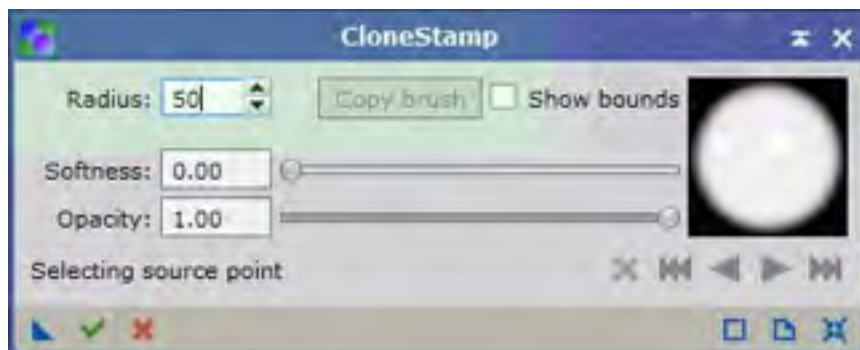 CloneStamp
Radius: 50 Copy brush Show bounds
Softness: 0.00
Opacity: 1.00
Selecting source point